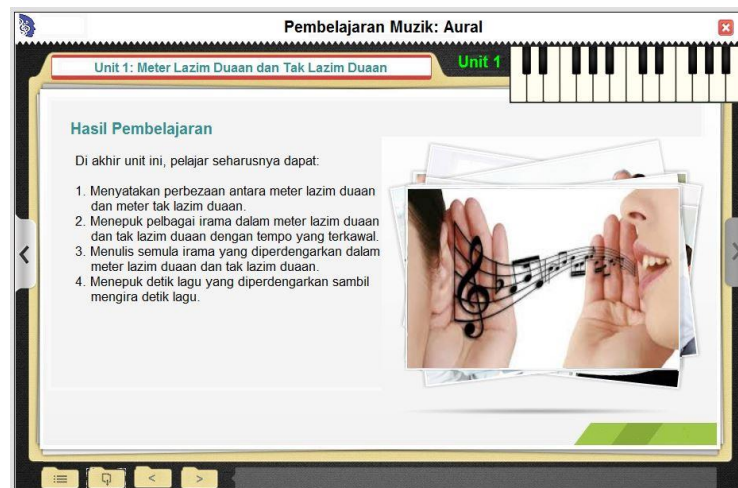 Pembelajaran Muzik: Aural
Unit 1: Meter Lazim Duaan dan Tak Lazim Duaan
Unit 1
Hasil Pembelajaran
Di akhir unit ini, pelajar seharusnya dapat:
1. Menyatakan perbezaan antara meter lazim duaan
dan meter tak lazim duaan.
2. Menepuk pelbagai irama dalam meter lazim duaan
dan tak lazim duaan dengan tempo yang terkawal.
3. Menulis semula irama yang diperdengarkan dalam
meter lazim duaan dan tak lazim duaan.
4. Menepuk detik lagu yang diperdengarkan sambil
mengira detik lagu.